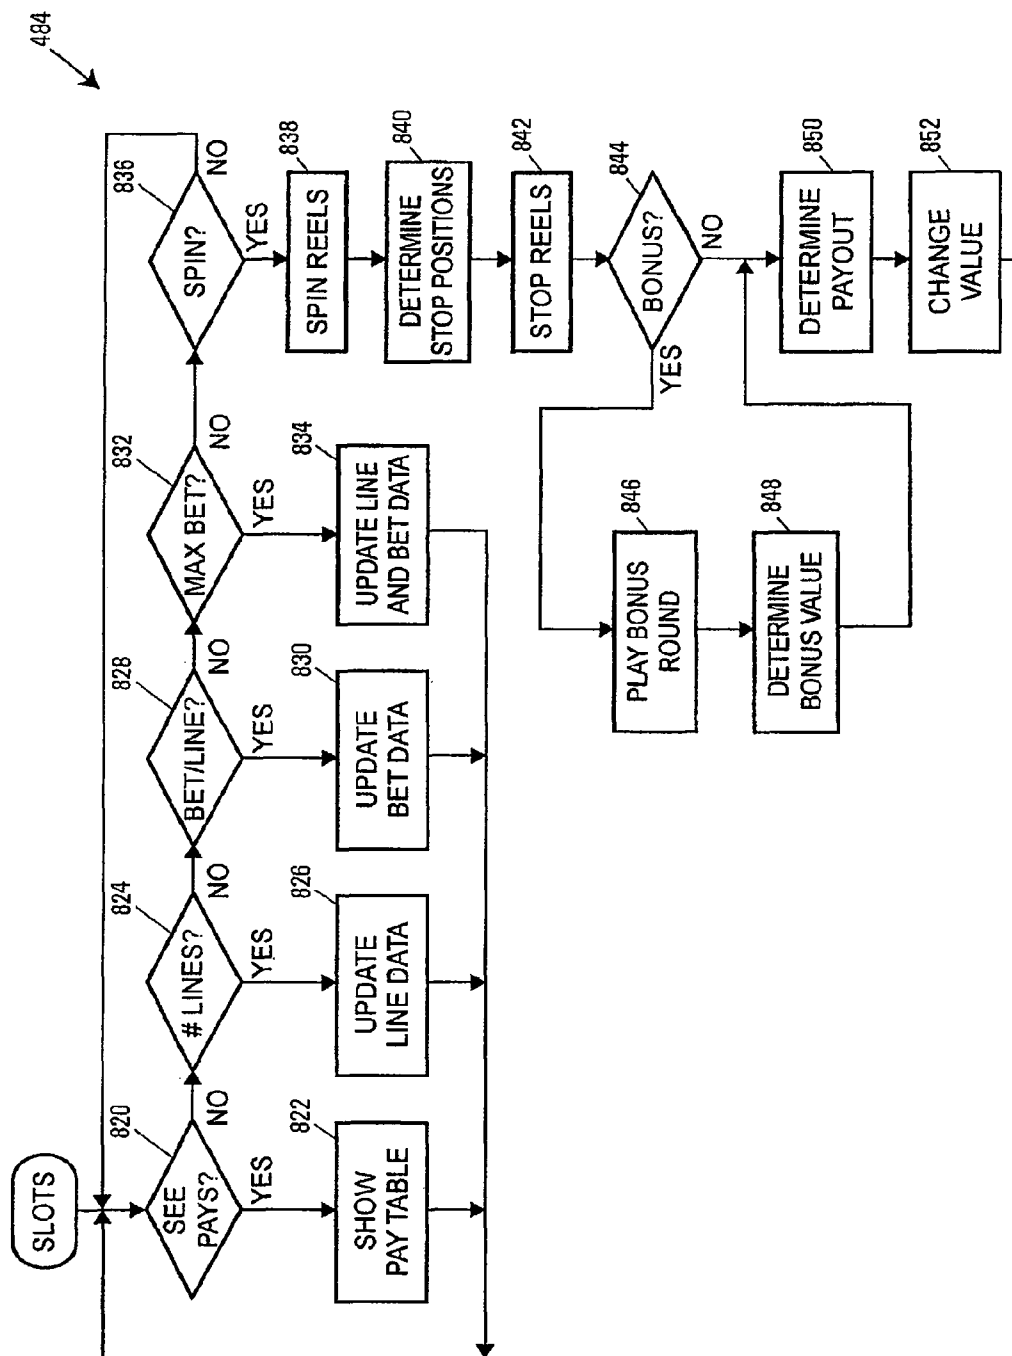 484
SLOTS
820
SEE
PAYS?
NO
YES
822
SHOW
PAY TABLE
824
# LINES?
NO
YES
826
UPDATE
LINE DATA
828
BET/LINE?
NO
YES
830
UPDATE
BET DATA
832
MAX BET?
NO
YES
834
UPDATE LINE
AND BET DATA
836
SPIN?
NO
YES
838
SPIN REELS
840
DETERMINE
STOP POSITIONS
842
STOP REELS
844
BONUS?
YES
NO
846
PLAY BONUS
ROUND
848
DETERMINE
BONUS VALUE
850
DETERMINE
PAYOUT
852
CHANGE
VALUE